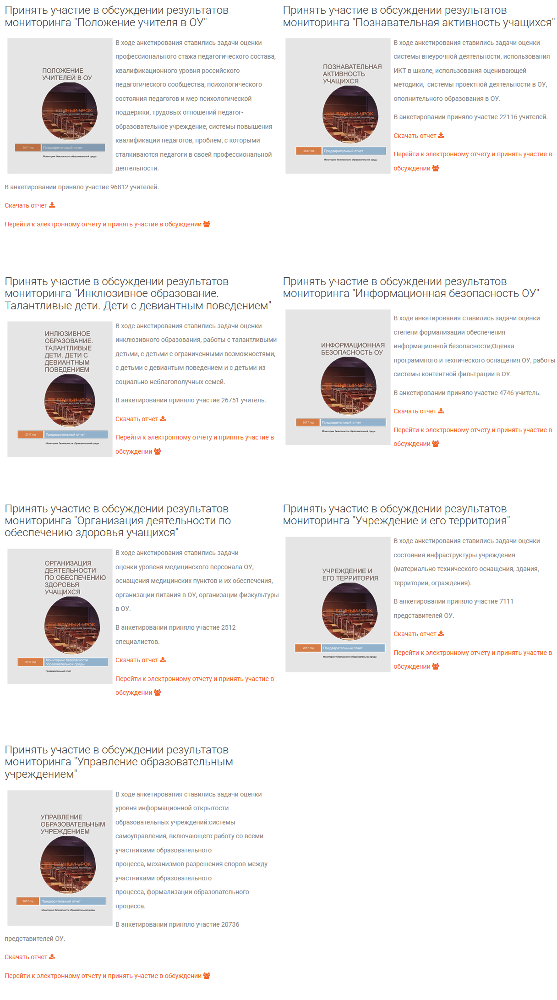 Принять участие в обсуждении результатов
мониторинга "Положение учителя в ОУ"
ПОЛОЖЕНИЕ
УЧИТЕЛЕЙ В ОУ
ЕДИНЫЙ УРОК
2017 год
Предварительный отчет
Мониторинг безопасности образовательной среды
В ходе анкетирования ставились задачи оценки
профессионального стажа педагогического состава,
квалификационного уровня российского
педагогического сообщества, психологического
состояния педагогов и мер психологической
поддержки, трудовых отношений педагог-
образовательное учреждение, системы повышения
квалификации педагогов, проблем, с которыми
сталкиваются педагоги в своей профессиональной
деятельности.
В анкетировании приняло участие 96812 учителей.
Скачать отчет
Перейти к электронному отчету и принять участие в обсуждении
Принять участие в обсуждении результатов
мониторинга "Познавательная активность учащихся"
ПОЗНАВАТЕЛЬНАЯ
АКТИВНОСТЬ
УЧАЩИХСЯ
ЕДИНЫЙ УРОК
2017 год
Предварительный отчет
Мониторинг безопасности образовательной среды
В ходе анкетирования ставились задачи оценки
системы внеурочной деятельности, использования
ИКТ в школе, использования оценивающей
методики,  системы проектной деятельности в ОУ,
ополнительного образования в ОУ.
В анкетировании приняло участие 22116 учителей.
Скачать отчет
Перейти к электронному отчету и принять участие в
обсуждении
Принять участие в обсуждении результатов
мониторинга "Инклюзивное образование.
Талантливые дети. Дети с девиантным поведением"
ИНЛЮЗИВНОЕ
ОБРАЗОВАНИЕ.
ТАЛАНТЛИВЫЕ
ДЕТИ. ДЕТИ С
ДЕВИАНТНЫМ
ПОВЕДЕНИЕМ
ЕДИНЫЙ УРОК
2017 год
Предварительный отчет
Мониторинг безопасности образовательной среды
В ходе анкетирования ставились задачи оценки
инклюзивного образования, работы с талантливыми
детьми, с детьми с ограниченными возможностями,
с детьми с девиантым поведением и с детьми из
социально-неблагополучных семей.
В анкетировании приняло участие 26751 учитель.
Скачать отчет
Перейти к электронному отчету и принять участие в
обсуждении
Принять участие в обсуждении результатов
мониторинга "Информационная безопасность ОУ"
ИНФОРМАЦИОННАЯ
БЕЗОПАСНОСТЬ ОУ
ЕДИНЫЙ УРОК
2017 год
Предварительный отчет
Мониторинг безопасности образовательной среды
В ходе анкетирования ставились задачи оценки
степени формализации обеспечения
информационной безопасности;Оценка
программного и технического оснащения ОУ, работы
системы контентной фильтрации в ОУ.
В анкетировании приняло участие 4746 учитель.
Скачать отчет
Перейти к электронному отчету и принять участие в
обсуждении
Принять участие в обсуждении результатов
мониторинга "Организация деятельности по
обеспечению здоровья учащихся"
ОРГАНИЗАЦИЯ
ДЕЯТЕЛЬНОСТИ
ПО ОБЕСПЕЧЕНИЮ
ЗДОРОВЬЯ
УЧАЩИХСЯ
ЕДИНЫЙ УРОК
2017 год
Мониторинг безопасности
образовательной среды
Предварительный отчет
В ходе анкетирования ставились задачи
оценки уровеня медицинского персонала ОУ,
оснащения медицинских пунктов и их обеспечения,
организации питания в ОУ, организации физкультуры
в ОУ.
В анкетировании приняло участие 2512
специалистов.
Скачать отчет
Перейти к электронному отчету и принять участие в
обсуждении
Принять участие в обсуждении результатов
мониторинга "Учреждение и его территория"
УЧРЕЖДЕНИЕ И
ЕГО ТЕРРИТОРИЯ
ЕДИНЫЙ УРОК
2017 год
Предварительный отчет
Мониторинг безопасности образовательной среды
В ходе анкетирования ставились задачи оценки
состояния инфраструктуры учреждения
(материально-технического оснащения, здания,
территории, ограждения).
В анкетировании приняло участие 7111
представителей ОУ.
Скачать отчет
Перейти к электронному отчету и принять участие в
обсуждении
Принять участие в обсуждении результатов
мониторинга "Управление образовательным
учреждением"
УПРАВЛЕНИЕ
ОБРАЗОВАТЕЛЬНЫМ
УЧРЕЖДЕНИЕМ
ЕДИНЫЙ УРОК
2017 год
Предварительный отчет
Мониторинг безопасности образовательной среды
В ходе анкетирования ставились задачи оценки
уровня информационной открытости
образовательных учреждений:системы
самоуправления, включающего работу со всеми
участниками образовательного
процесса, механизмов разрешения споров между
участниками образовательного
процесса, формализации образовательного
процесса.
В анкетировании приняло участие 20736
представителей ОУ.
Скачать отчет
Перейти к электронному отчету и принять участие в обсуждении